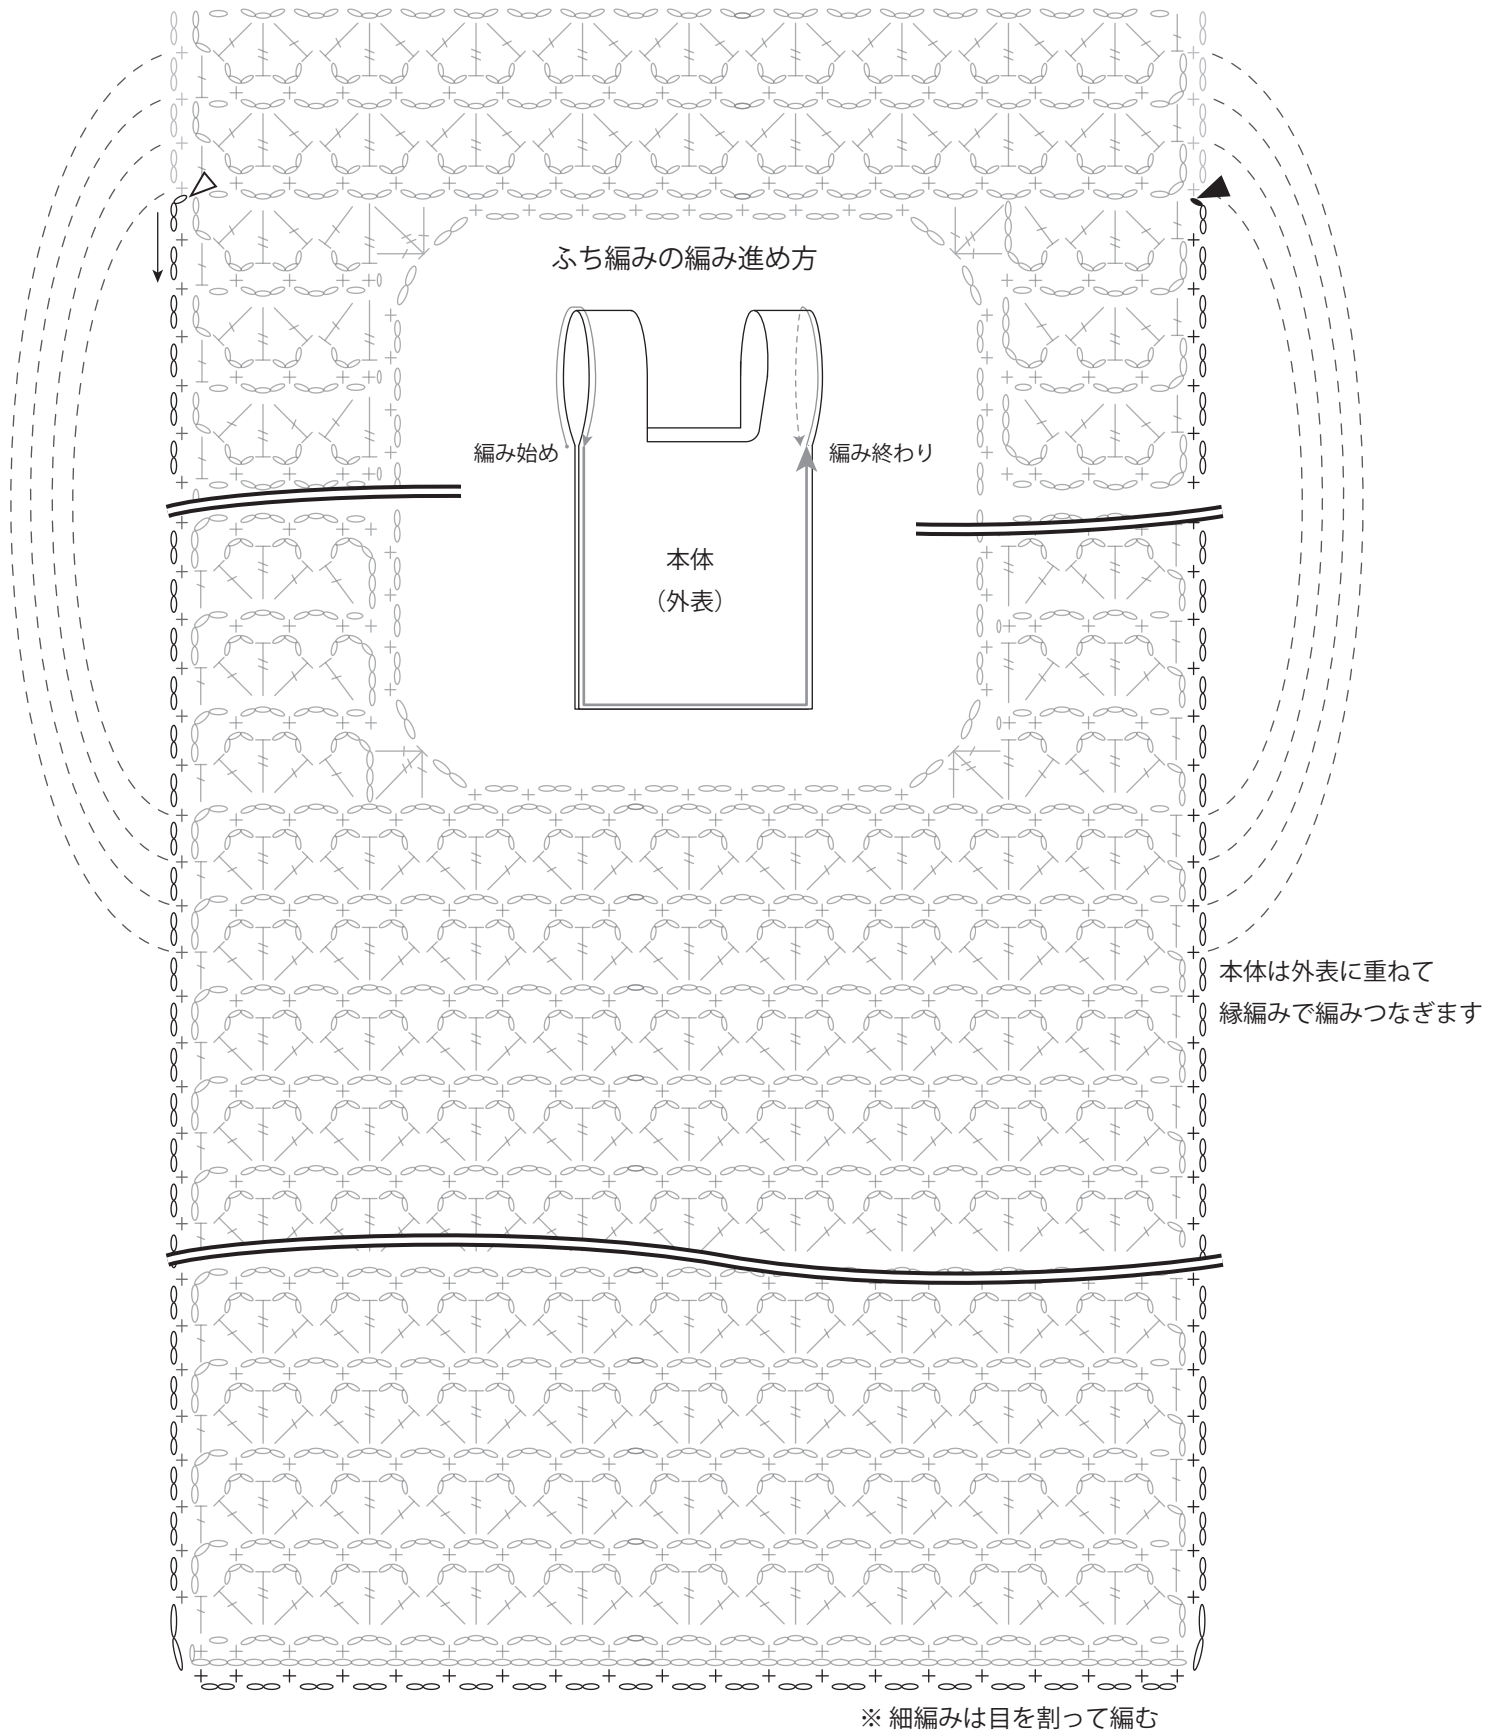 ふち編みの編み進め方
編み始め
編み終わり
本体
（外表）
本体は外表に重ねて
縁編みで編みつなぎます
※ 細編みは目を割って編む